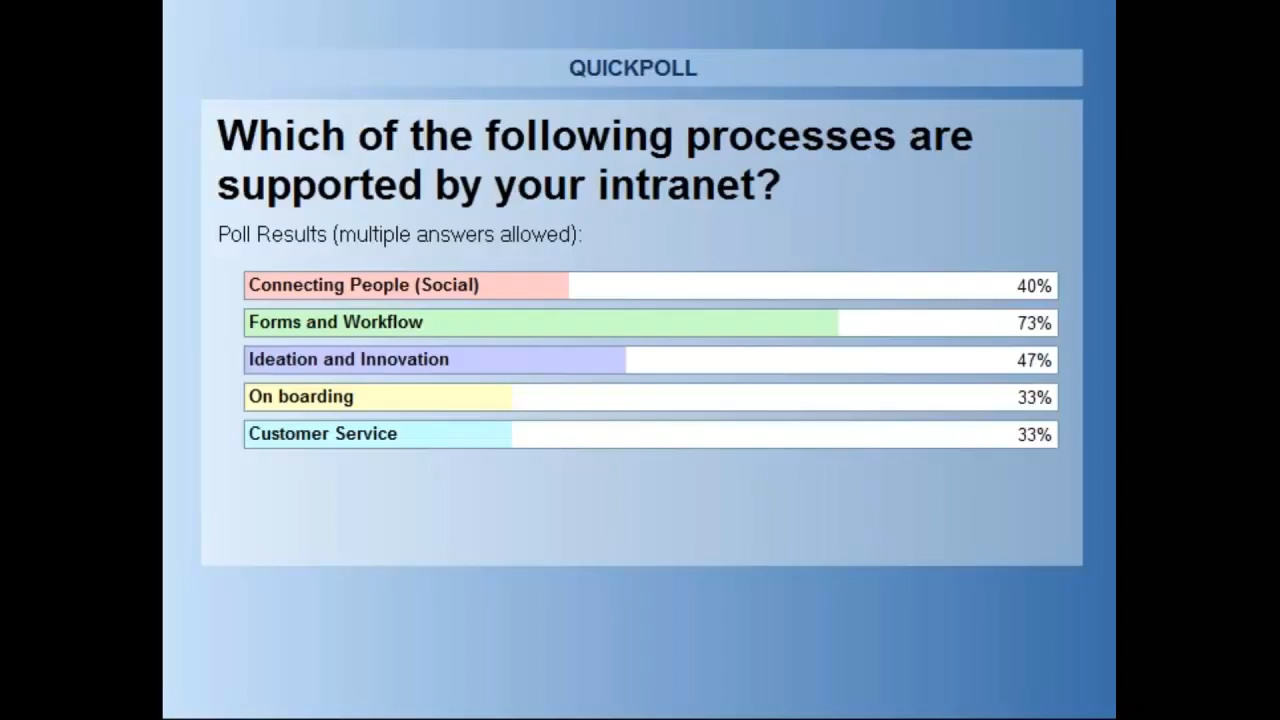 QUICKPOLL
Which of the following processes are
supported by your intranet?
Poll Results (multiple answers allowed):
Connecting People (Social) 40%
Forms and Workflow 73%
Ideation and Innovation 47%
On boarding 33%
Customer Service 33%